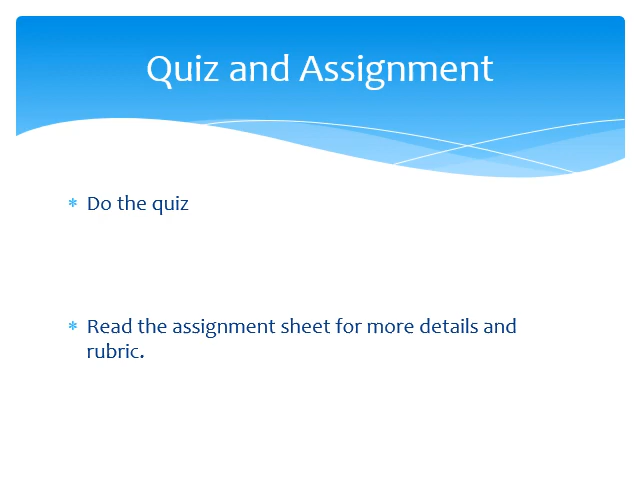 Quiz and Assignment
* Do the quiz
* Read the assignment sheet for more details and
rubric.